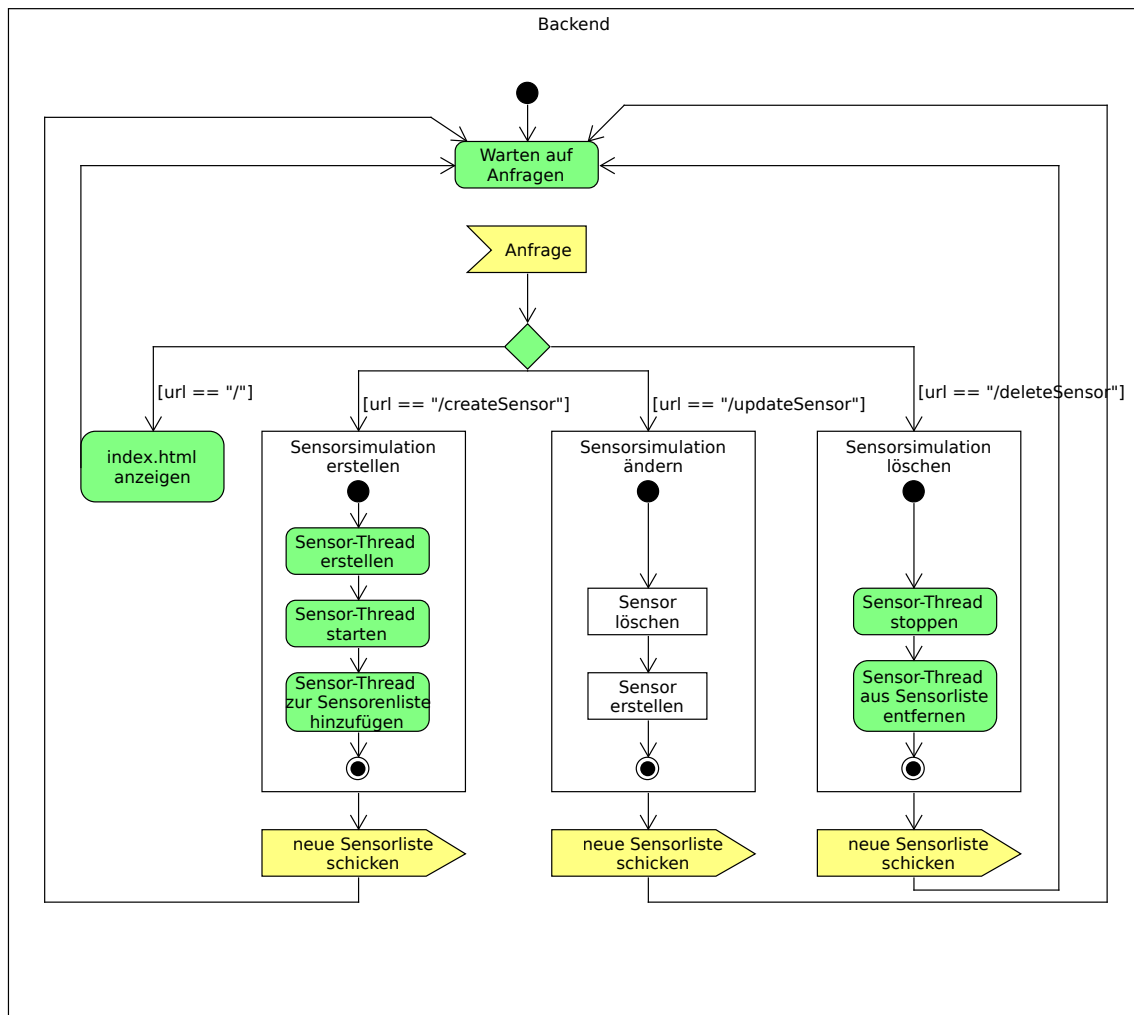 Backend
Warten auf
Anfragen
Anfrage
[url == "/"]
[url == "/createSensor"]
[url == "/updateSensor"]
[url == "/deleteSensor"]
index.html
anzeigen
Sensorsimulation
erstellen
Sensor-Thread
erstellen
Sensor-Thread
starten
Sensor-Thread
zur Sensorenliste
hinzufügen
neue Sensorliste
schicken
Sensorsimulation
ändern
Sensor
löschen
Sensor
erstellen
neue Sensorliste
schicken
Sensorsimulation
löschen
Sensor-Thread
stoppen
Sensor-Thread
aus Sensorliste
entfernen
neue Sensorliste
schicken